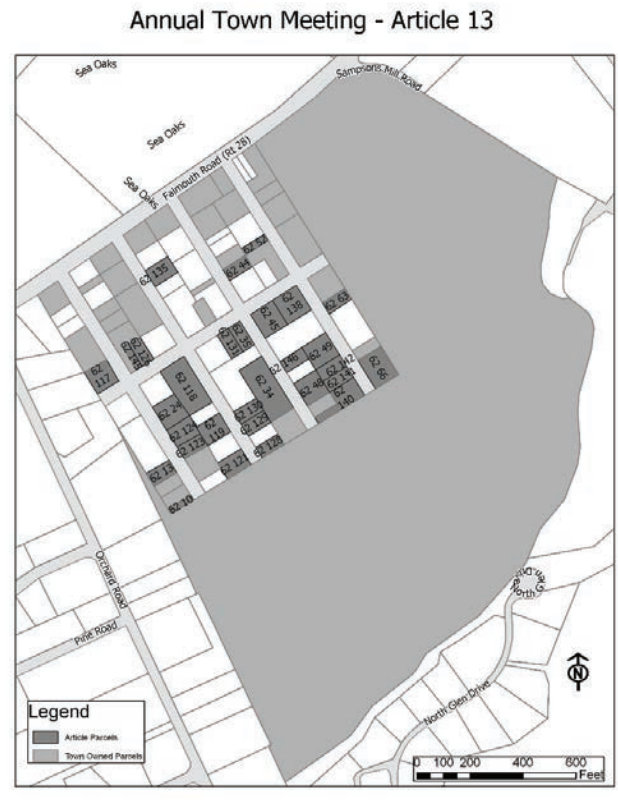 Annual Town Meeting - Article 13
Sea Oaks
Sampsons Mill Road
Sea Oaks
Falmouth Road (Rt 28)
Sea Oaks
62 52
62 44
62 135
62 138
62 45
62 63
62 131
62 117
62 146
62 49
62 118
62 34
62 142
62 141
62 48
62 140
62 24
62 130
62 129
62 124
62 119
62 123
62 128
62 121
62 13
62 10
Orchard Road
Pine Road
North Glen Drive
North Glen Drive
N
Legend
Article Parcels
Town Owned Parcels
0 100 200 400 600
Feet